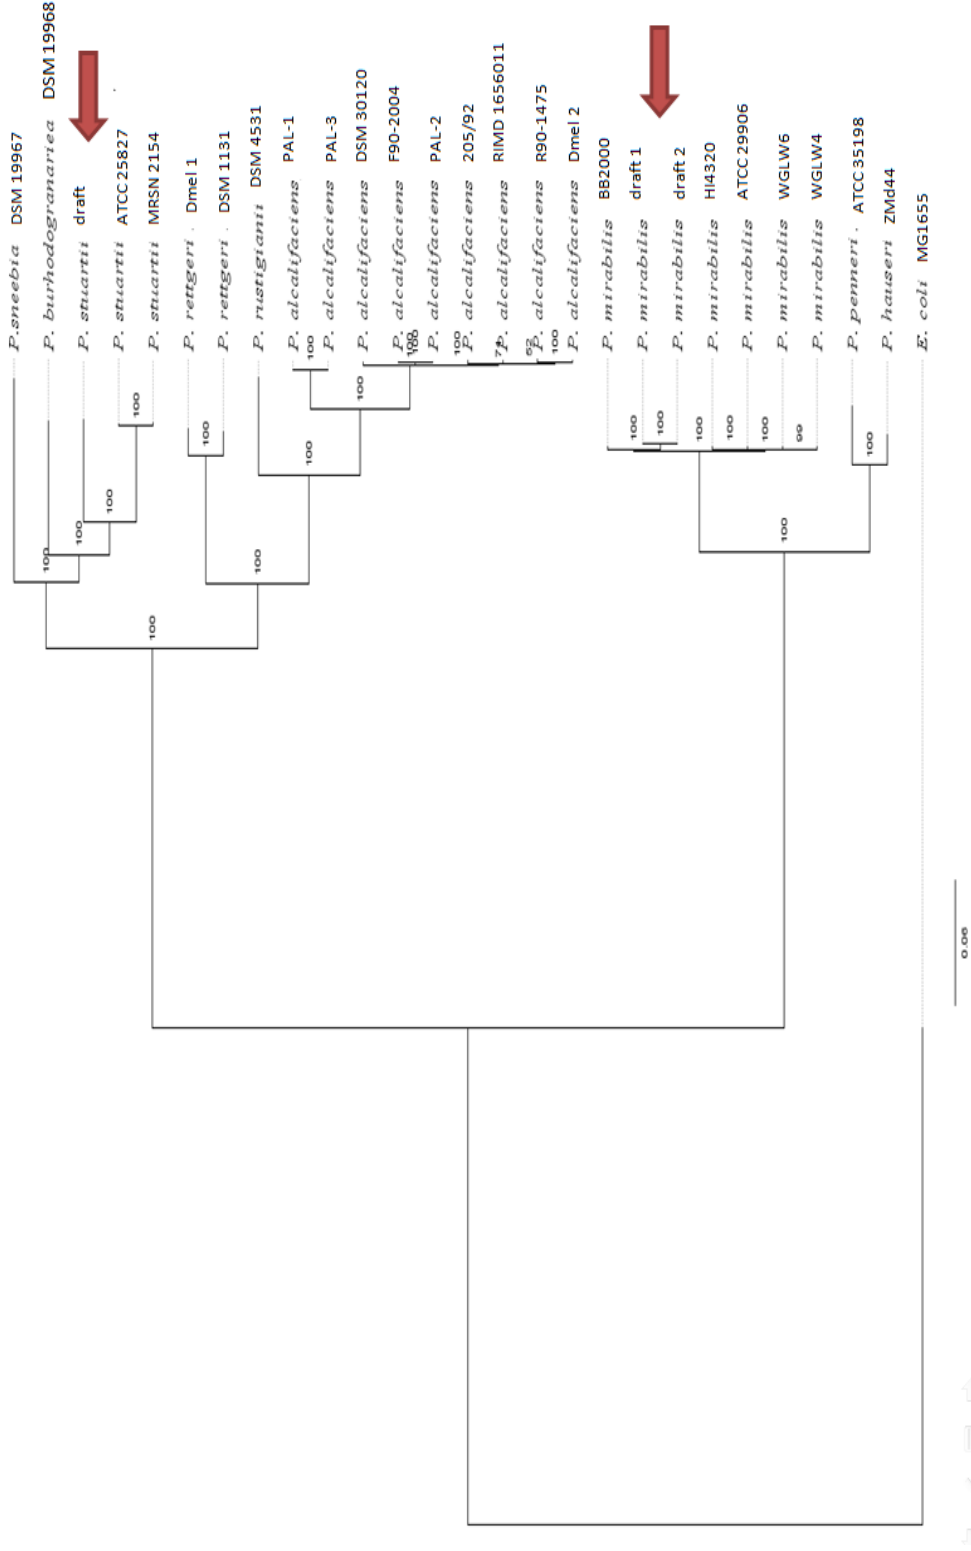 P.sneebia DSM 19967
P. burhodogranariea DSM 19968
P. stuartii draft
P. stuartii ATCC 25827
P. stuartii MRSN 2154
P. rettgeri . Dmel 1
P. rettgeri . DSM 1131
P. rustigianii DSM 4531
P. alcalifaciens PAL-1
P. alcalifaciens PAL-3
P. alcalifaciens DSM 30120
P. alcalifaciens F90-2004
P. alcalifaciens PAL-2
P. alcalifaciens 205/92
P. alcalifaciens RIMD 1656011
P. alcalifaciens R90-1475
P. alcalifaciens Dmel 2
P. mirabilis BB2000
P. mirabilis draft 1
P. mirabilis draft 2
P. mirabilis HI4320
P. mirabilis ATCC 29906
P. mirabilis WGLW6
P. mirabilis WGLW4
P. penneri . ATCC 35198
P. hauseri ZMd44
E. coli MG1655
100
100
100
100
100
100
100
100
100
100
100
100
100
62
100
100
100
100
100
100
99
100
100
0.06